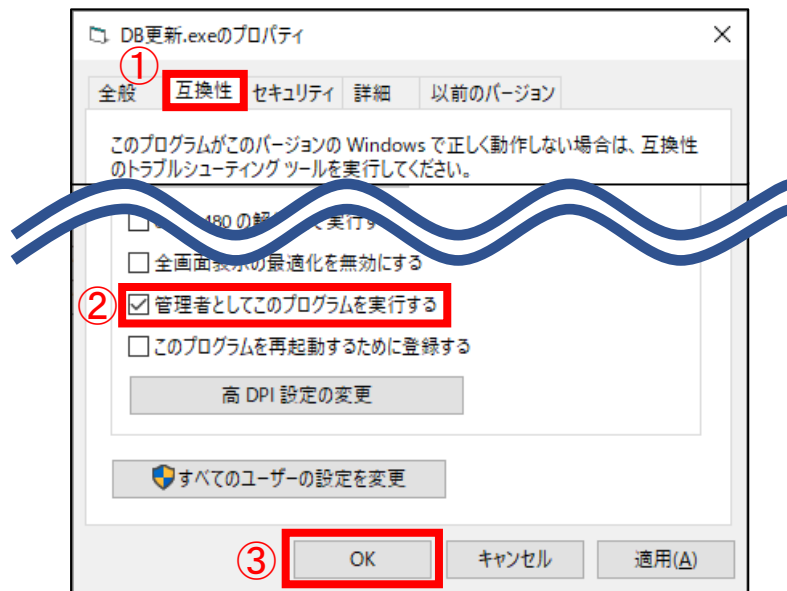 DB更新.exeのプロパティ
①
全般 互換性 セキュリティ 詳細 以前のバージョン
このプログラムがこのバージョンの Windows で正しく動作しない場合は、互換性
のトラブルシューティング ツールを実行してください。
480 の
実行す
全画面表示の最適化を無効にする
② 管理者としてこのプログラムを実行する
このプログラムを再起動するために登録する
高 DPI 設定の変更
すべてのユーザーの設定を変更
③ OK キャンセル 適用(A)